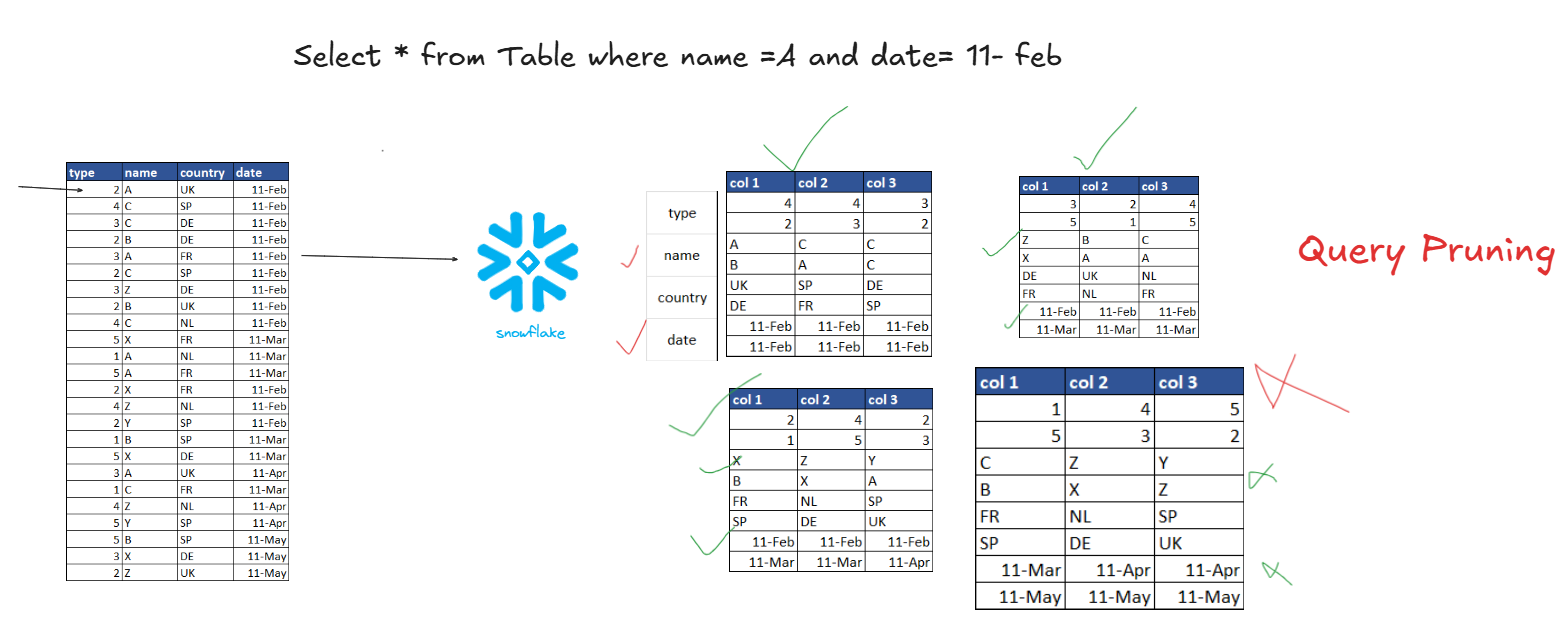 Select * from Table where name =A and date= 11- feb
type name country date
2 A UK 11-Feb
4 C SP 11-Feb
3 C DE 11-Feb
2 B DE 11-Feb
3 A FR 11-Feb
2 C SP 11-Feb
3 Z DE 11-Feb
2 B UK 11-Feb
4 C NL 11-Feb
5 X FR 11-Mar
1 A NL 11-Mar
5 A FR 11-Mar
2 X FR 11-Feb
4 Z NL 11-Feb
2 Y SP 11-Feb
1 B SP 11-Mar
5 X DE 11-Mar
3 A UK 11-Apr
1 C FR 11-Mar
4 Z NL 11-Apr
5 Y SP 11-Apr
5 B SP 11-May
3 X DE 11-May
2 Z UK 11-May
snowflake
type
name
country
date
col 1 col 2 col 3
4 4 3
2 3 2
A C C
B A C
UK SP DE
DE FR SP
11-Feb 11-Feb 11-Feb
11-Feb 11-Feb 11-Feb
col 1 col 2 col 3
3 2 4
5 1 5
Z B C
X A A
DE UK NL
FR NL FR
11-Feb 11-Feb 11-Feb
11-Mar 11-Mar 11-Mar
Query Pruning
col 1 col 2 col 3
2 4 2
1 5 3
X Z Y
B X A
FR NL SP
SP DE UK
11-Feb 11-Feb 11-Feb
11-Mar 11-Mar 11-Apr
col 1 col 2 col 3
1 4 5
5 3 2
C Z Y
B X Z
FR NL SP
SP DE UK
11-Mar 11-Apr 11-Apr
11-May 11-May 11-May